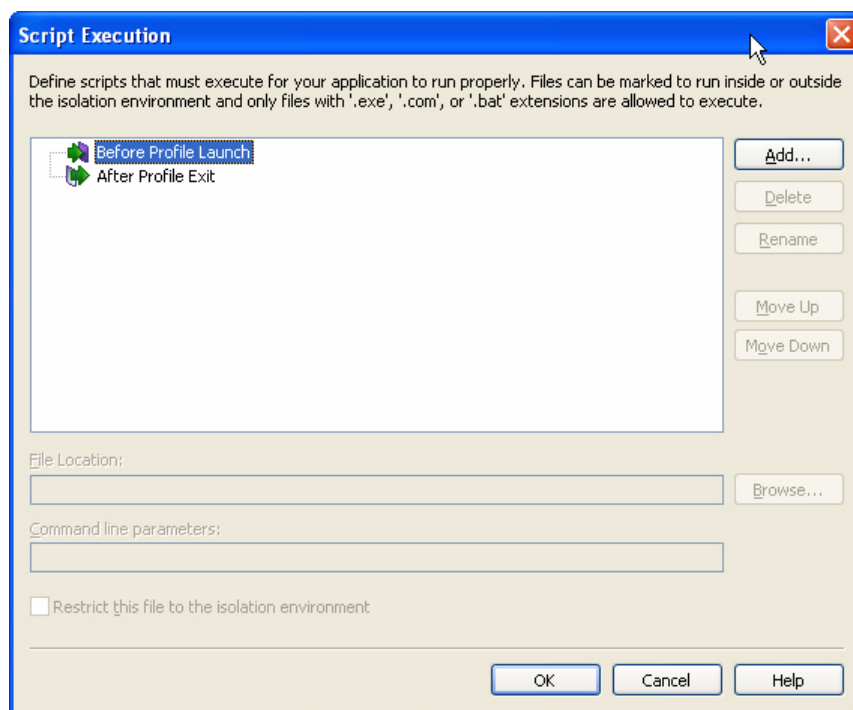 Script Execution
Define scripts that must execute for your application to run properly. Files can be marked to run inside or outside
the isolation environment and only files with '.exe', '.com', or '.bat' extensions are allowed to execute.
Before Profile Launch
After Profile Exit
Add...
Delete
Rename
Move Up
Move Down
File Location:
Browse...
Command line parameters:
Restrict this file to the isolation environment
OK
Cancel
Help